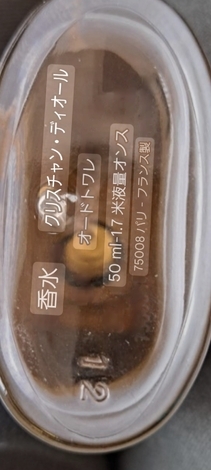 香水
クリスチャン・ディオール
オードトワレ
50 ml-1.7 米液量オンス
75008 パリ - フランス製
12